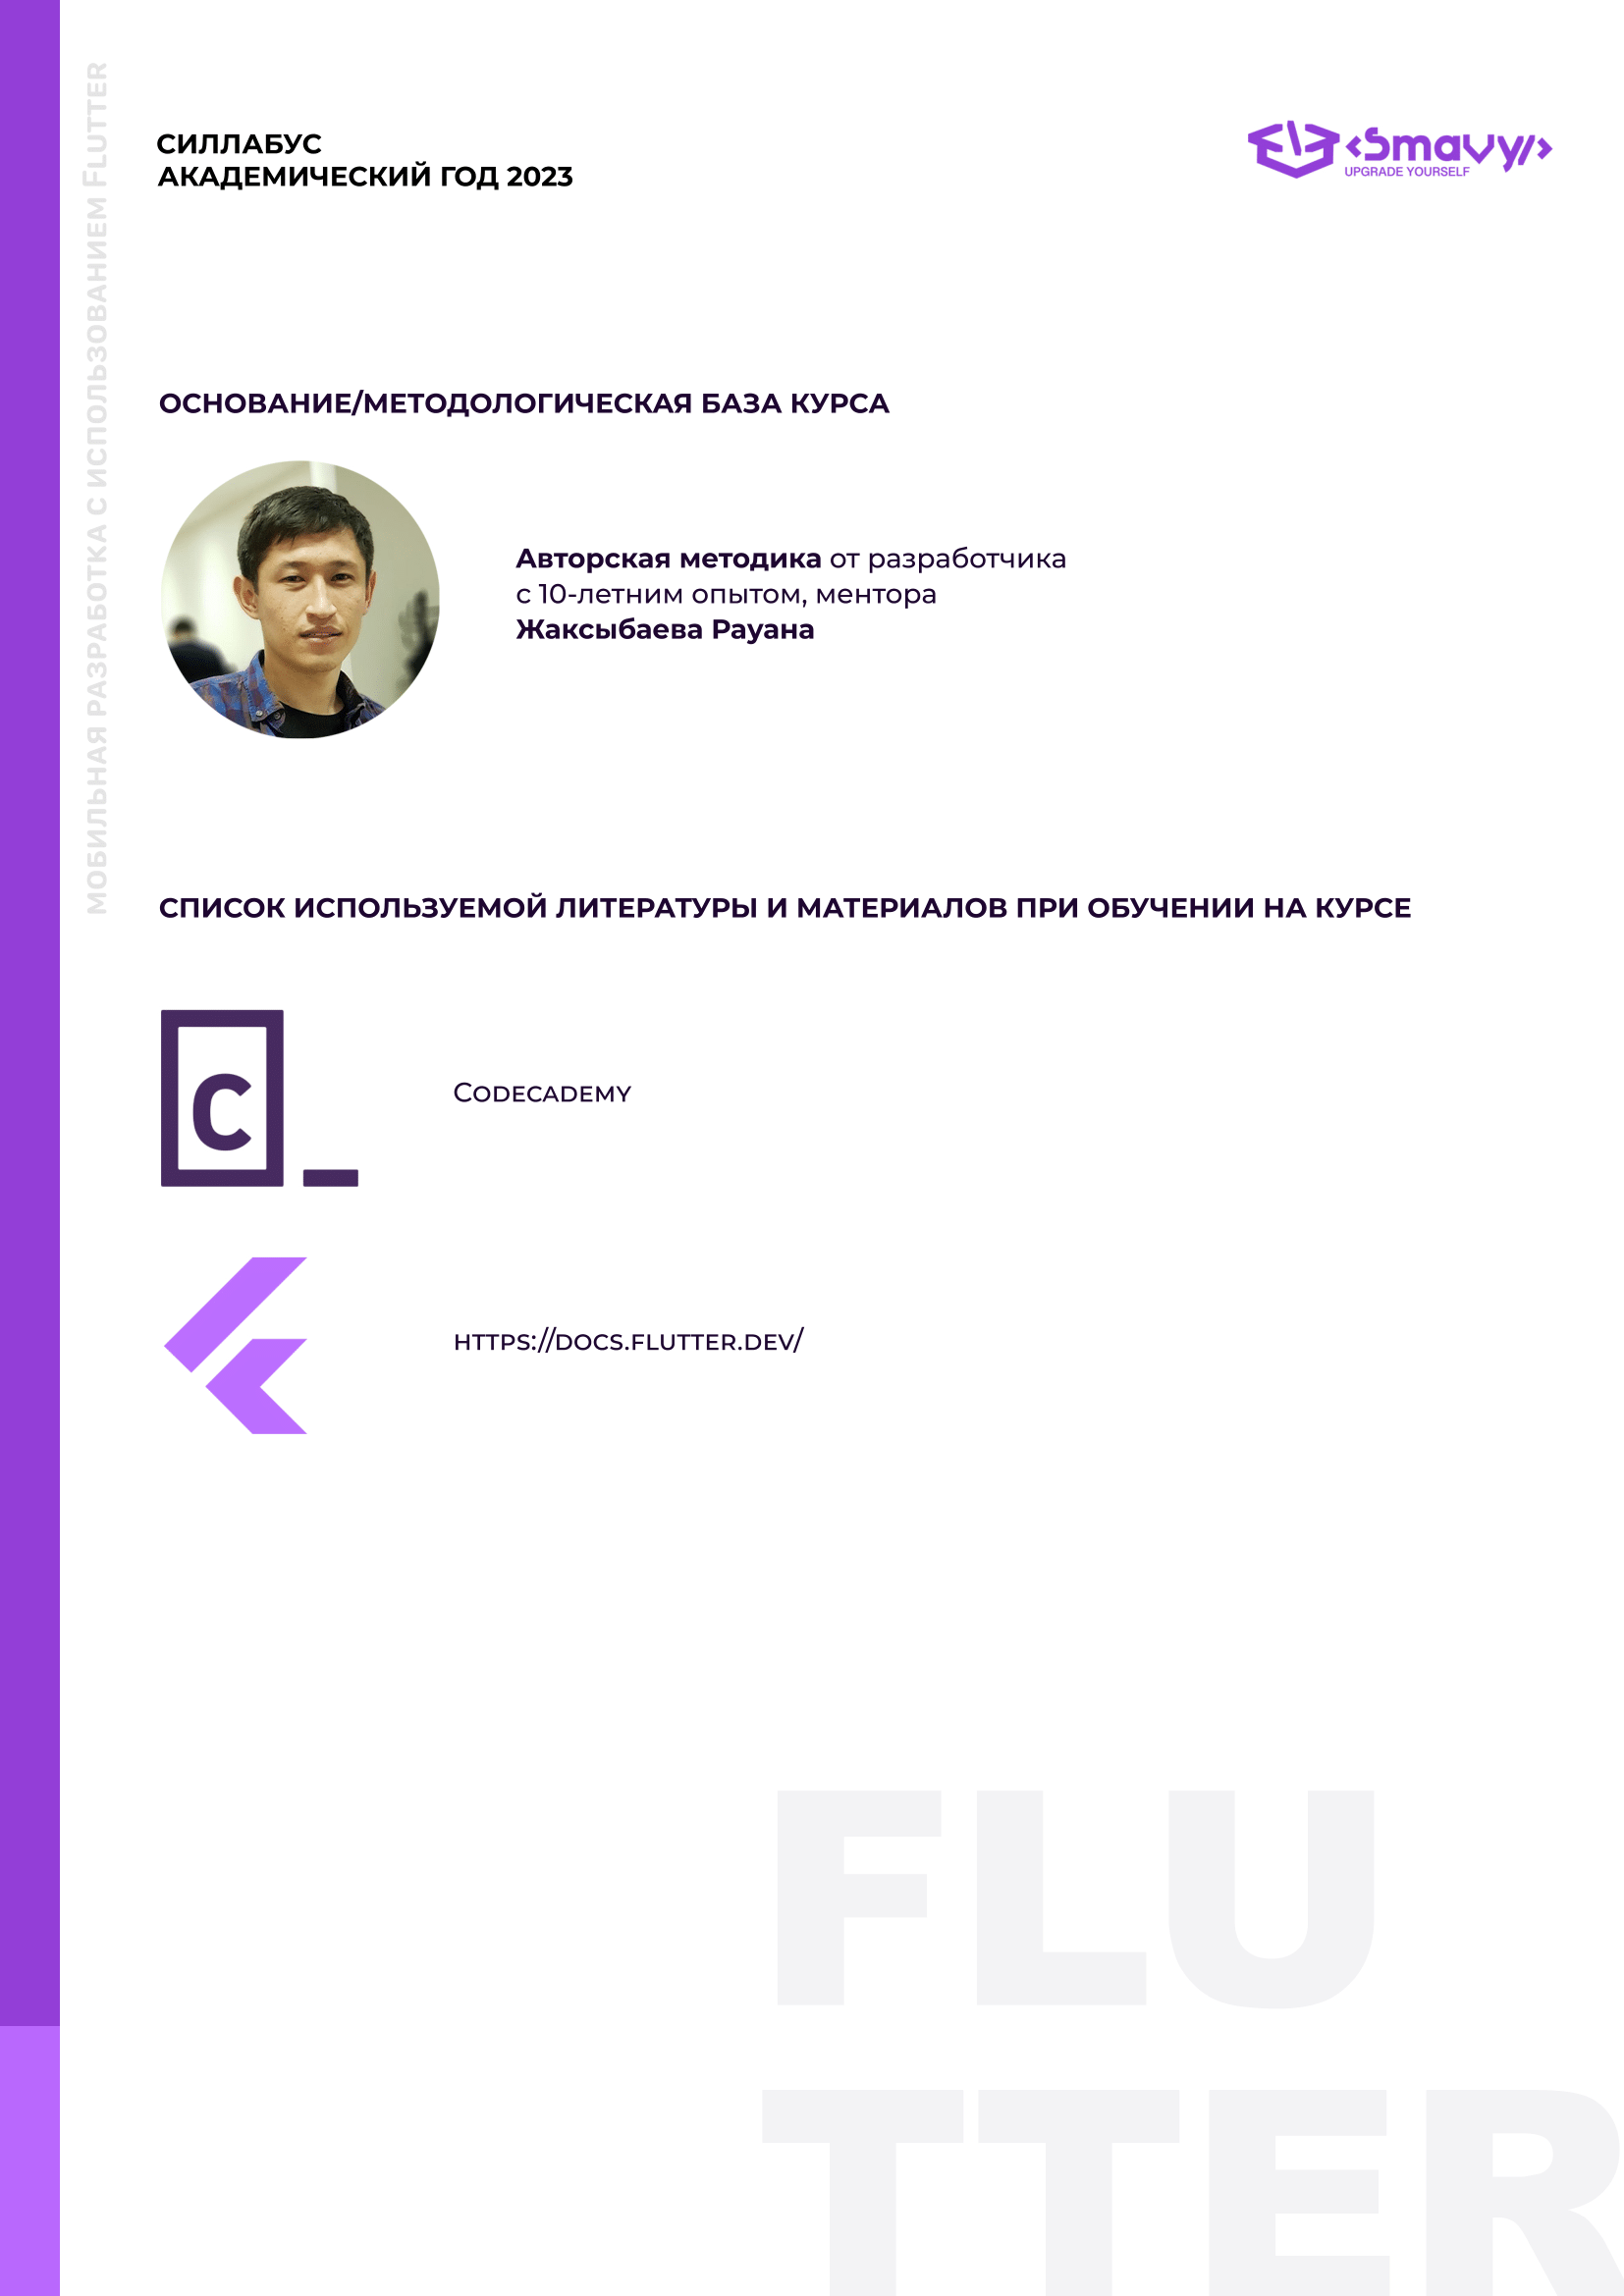 СИЛЛАБУС
АКАДЕМИЧЕСКИЙ ГОД 2023
<Smavy/>
UPGRADE YOURSELF
МОБИЛЬНАЯ РАЗРАБОТКА С ИСПОЛЬЗОВАНИЕМ FLUTTER
ОСНОВАНИЕ/МЕТОДОЛОГИЧЕСКАЯ БАЗА КУРСА
Авторская методика от разработчика
с 10-летним опытом, ментора
Жаксыбаева Рауана
СПИСОК ИСПОЛЬЗУЕМОЙ ЛИТЕРАТУРЫ И МАТЕРИАЛОВ ПРИ ОБУЧЕНИИ НА КУРСЕ
C_
CODECADEMY
HTTPS://DOCS.FLUTTER.DEV/
FLU
TTER